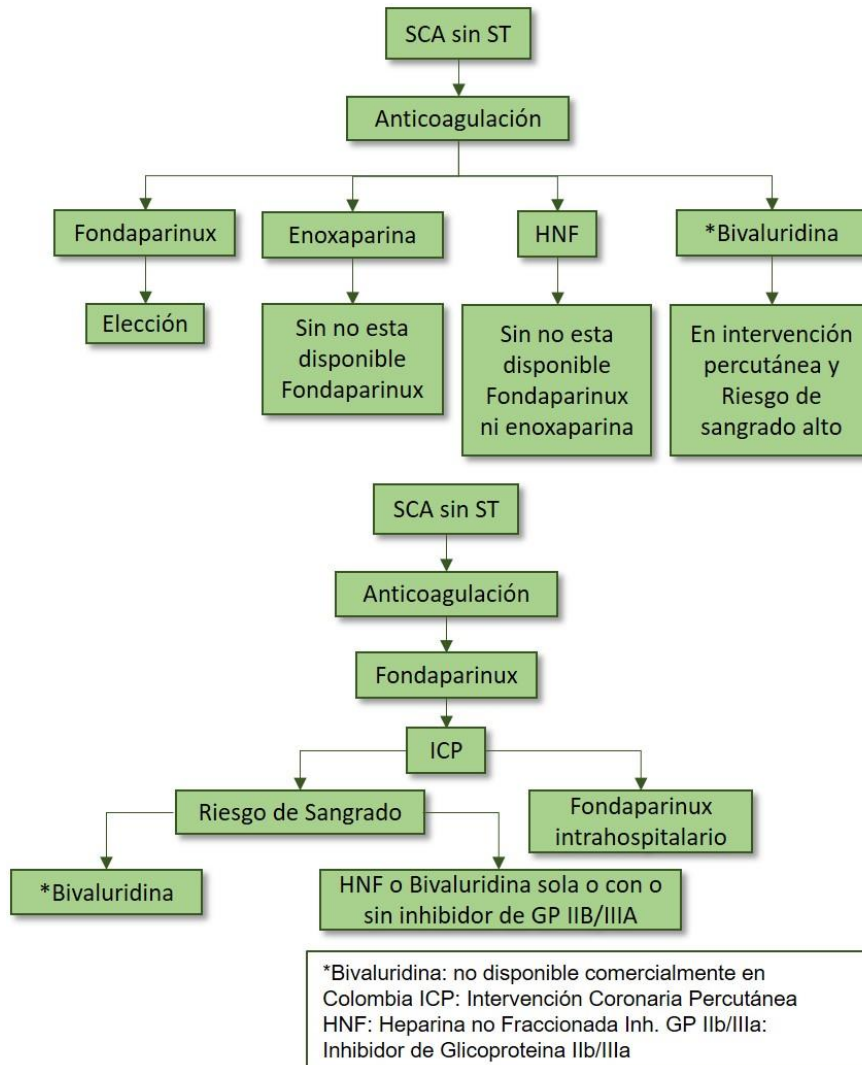 SCA sin ST
Anticoagulación
Fondaparinux
Enoxaparina
HNF
*Bivaluridina
Elección
Sin no esta
disponible
Fondaparinux
Sin no esta
disponible
Fondaparinux
ni enoxaparina
En intervención
percutánea y
Riesgo de
sangrado alto
SCA sin ST
Anticoagulación
Fondaparinux
ICP
Riesgo de Sangrado
Fondaparinux
intrahospitalario
*Bivaluridina
HNF o Bivaluridina sola o con o
sin inhibidor de GP IIB/IIIA
*Bivaluridina: no disponible comercialmente en
Colombia ICP: Intervención Coronaria Percutánea
HNF: Heparina no Fraccionada Inh. GP IIb/IIIa:
Inhibidor de Glicoproteina IIb/IIIa